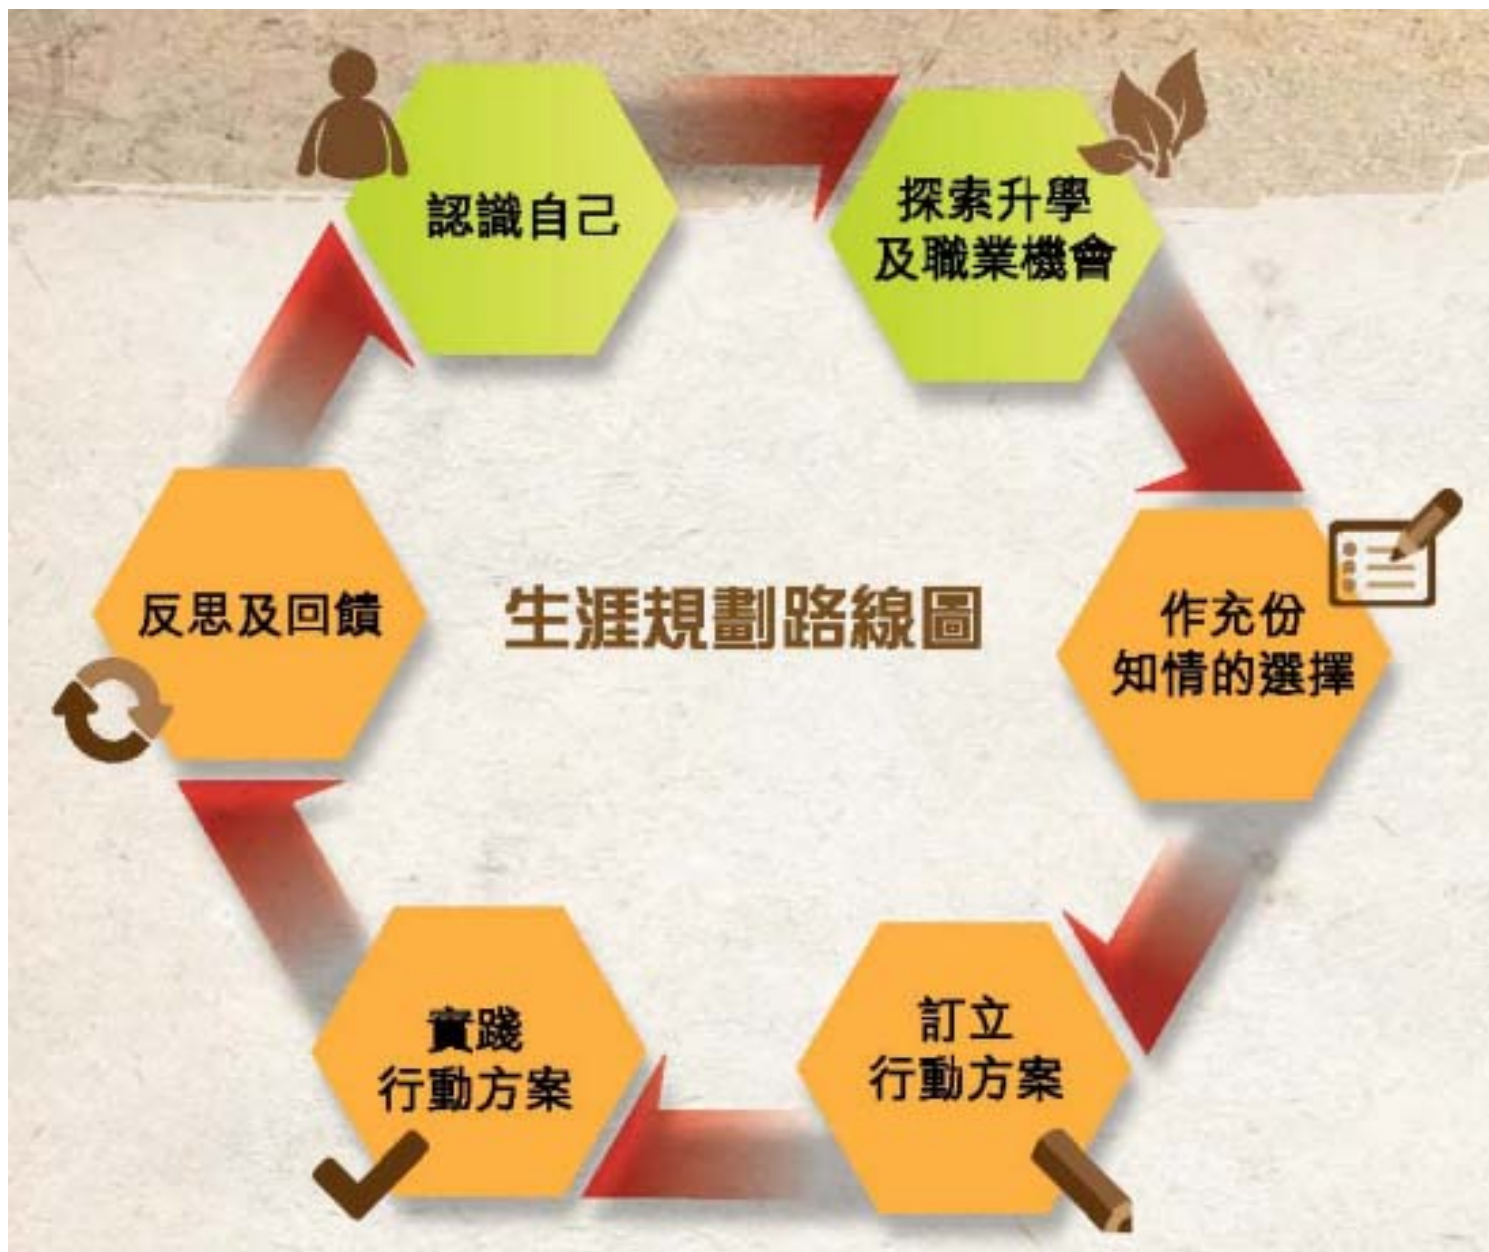 認識自己
探索升學
及職業機會
作充份
知情的選擇
訂立
行動方案
實踐
行動方案
反思及回饋
生涯規劃路線圖